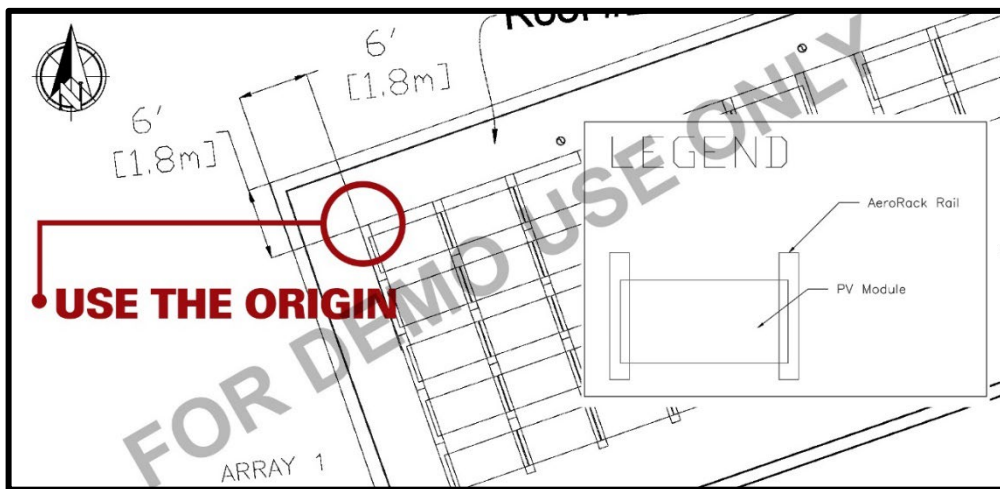 6'
[1.8m]
6'
[1.8m]
N
LEGEND
AeroRack Rail
PV Module
USE THE ORIGIN
ARRAY 1
FOR DEMO USE ONLY